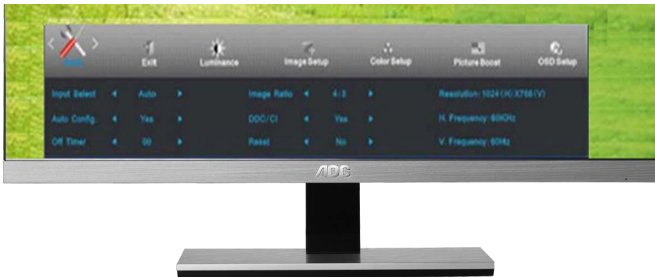 Exit Luminance Image Setup Color Setup Picture Boost OSD Setup
Input Select Auto Image Ratio 4:3 Resolution: 1024 (H) X768 (V)
Auto Config. Yes DDC/CI Yes H. Frequency: 60KHz
Off Timer 00 Reset No V. Frequency: 60Hz
AOC